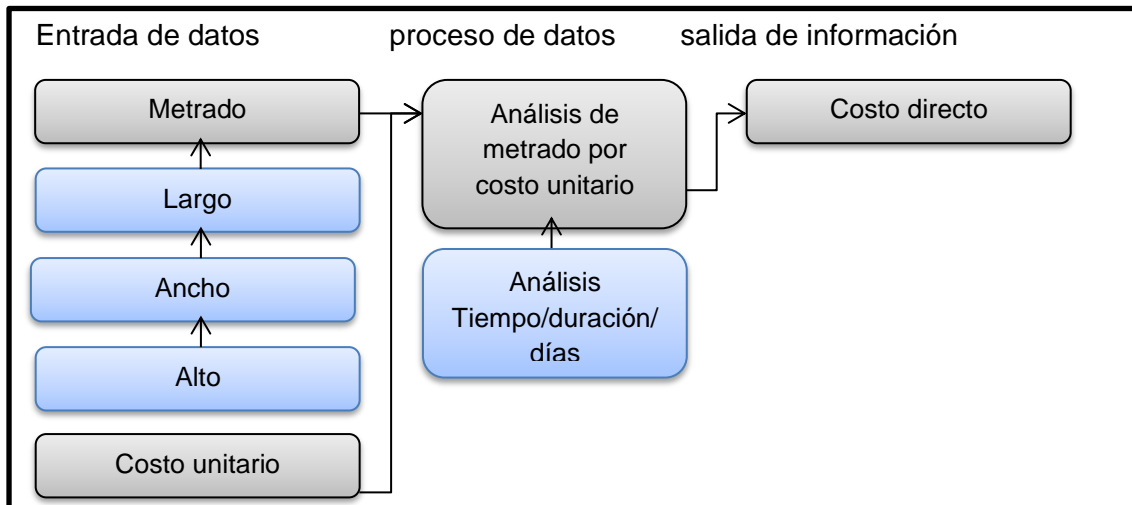 Entrada de datos
proceso de datos
salida de información
Metrado
Largo
Ancho
Alto
Costo unitario
Análisis de
metrado por
costo unitario
Análisis
Tiempo/duración/
días
Costo directo